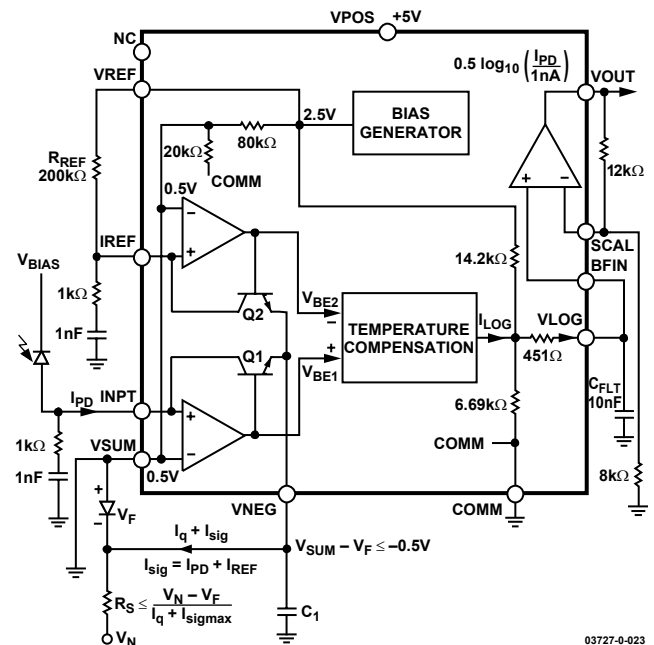 VPOS
+5V
NC
VREF
0.5 log10 (IPD / 1nA)
VOUT
2.5V
BIAS
GENERATOR
80kΩ
20kΩ
COMM
RREF
200kΩ
12kΩ
0.5V
IREF
SCAL
BFIN
14.2kΩ
VBIAS
1kΩ
1nF
Q2
VBE2
TEMPERATURE
COMPENSATION
ILOG
VLOG
451Ω
Q1
VBE1
IPD
INPT
6.69kΩ
CFLT
10nF
1kΩ
VSUM
COMM
1nF
0.5V
8kΩ
VNEG
COMM
VF
Iq + Isig
VSUM – VF ≤ –0.5V
Isig = IPD + IREF
RS ≤ VN – VF / Iq + Isigmax
C1
VN
03727-0-023